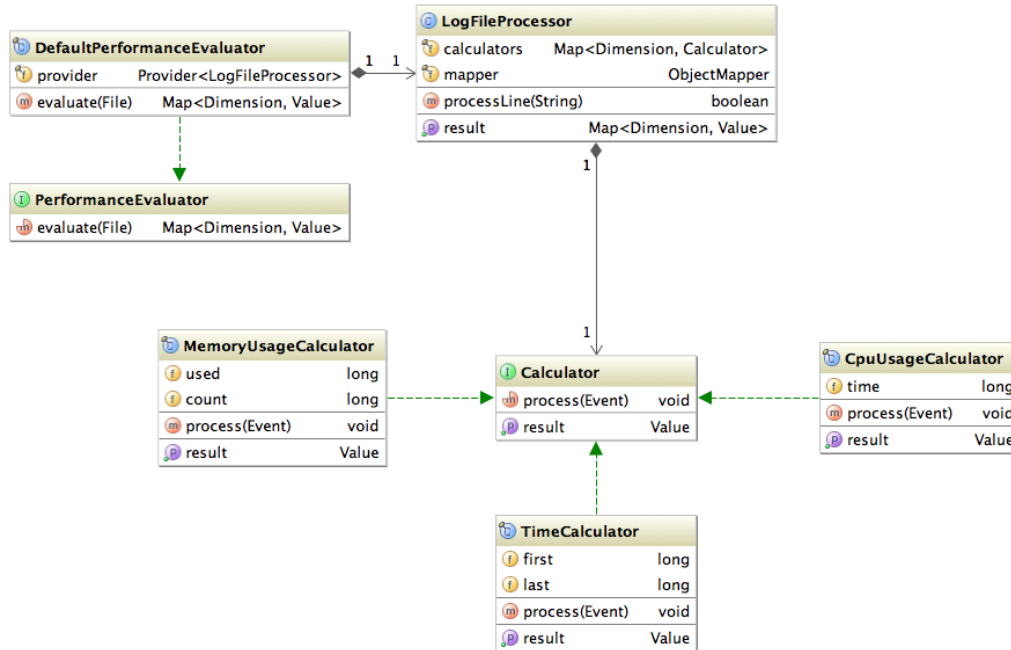 DefaultPerformanceEvaluator
provider Provider<LogFileProcessor>
evaluate(File) Map<Dimension, Value>
1 1
LogFileProcessor
calculators Map<Dimension, Calculator>
mapper ObjectMapper
processLine(String) boolean
result Map<Dimension, Value>
1
PerformanceEvaluator
evaluate(File) Map<Dimension, Value>
1
MemoryUsageCalculator
used long
count long
process(Event) void
result Value
Calculator
process(Event) void
result Value
CpuUsageCalculator
time long
process(Event) void
result Value
TimeCalculator
first long
last long
process(Event) void
result Value